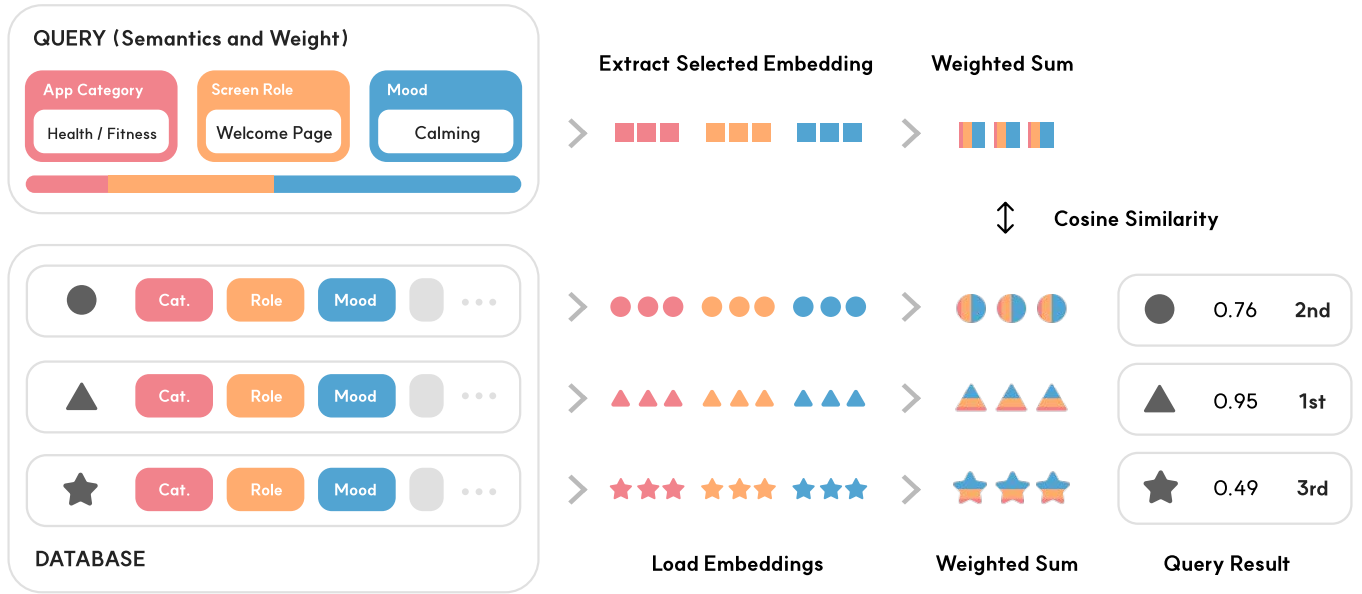 QUERY (Semantics and Weight)
App Category
Health / Fitness
Screen Role
Welcome Page
Mood
Calming
Extract Selected Embedding
Weighted Sum
Cosine Similarity
Cat. Role Mood
0.76 2nd
Cat. Role Mood
0.95 1st
Cat. Role Mood
0.49 3rd
DATABASE
Load Embeddings
Weighted Sum
Query Result